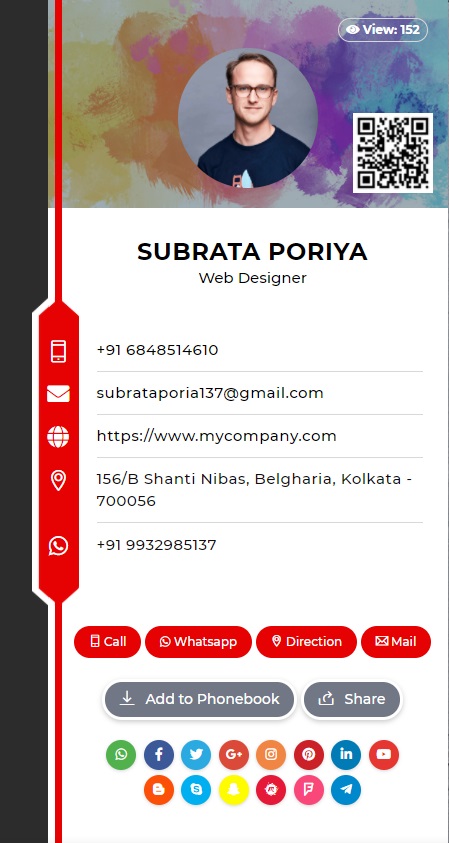 View: 152
SUBRATA PORIYA
Web Designer
+91 6848514610
subrataporia137@gmail.com
https://www.mycompany.com
156/B Shanti Nibas, Belgharia, Kolkata -
700056
+91 9932985137
Call Whatsapp Direction Mail
Add to Phonebook Share